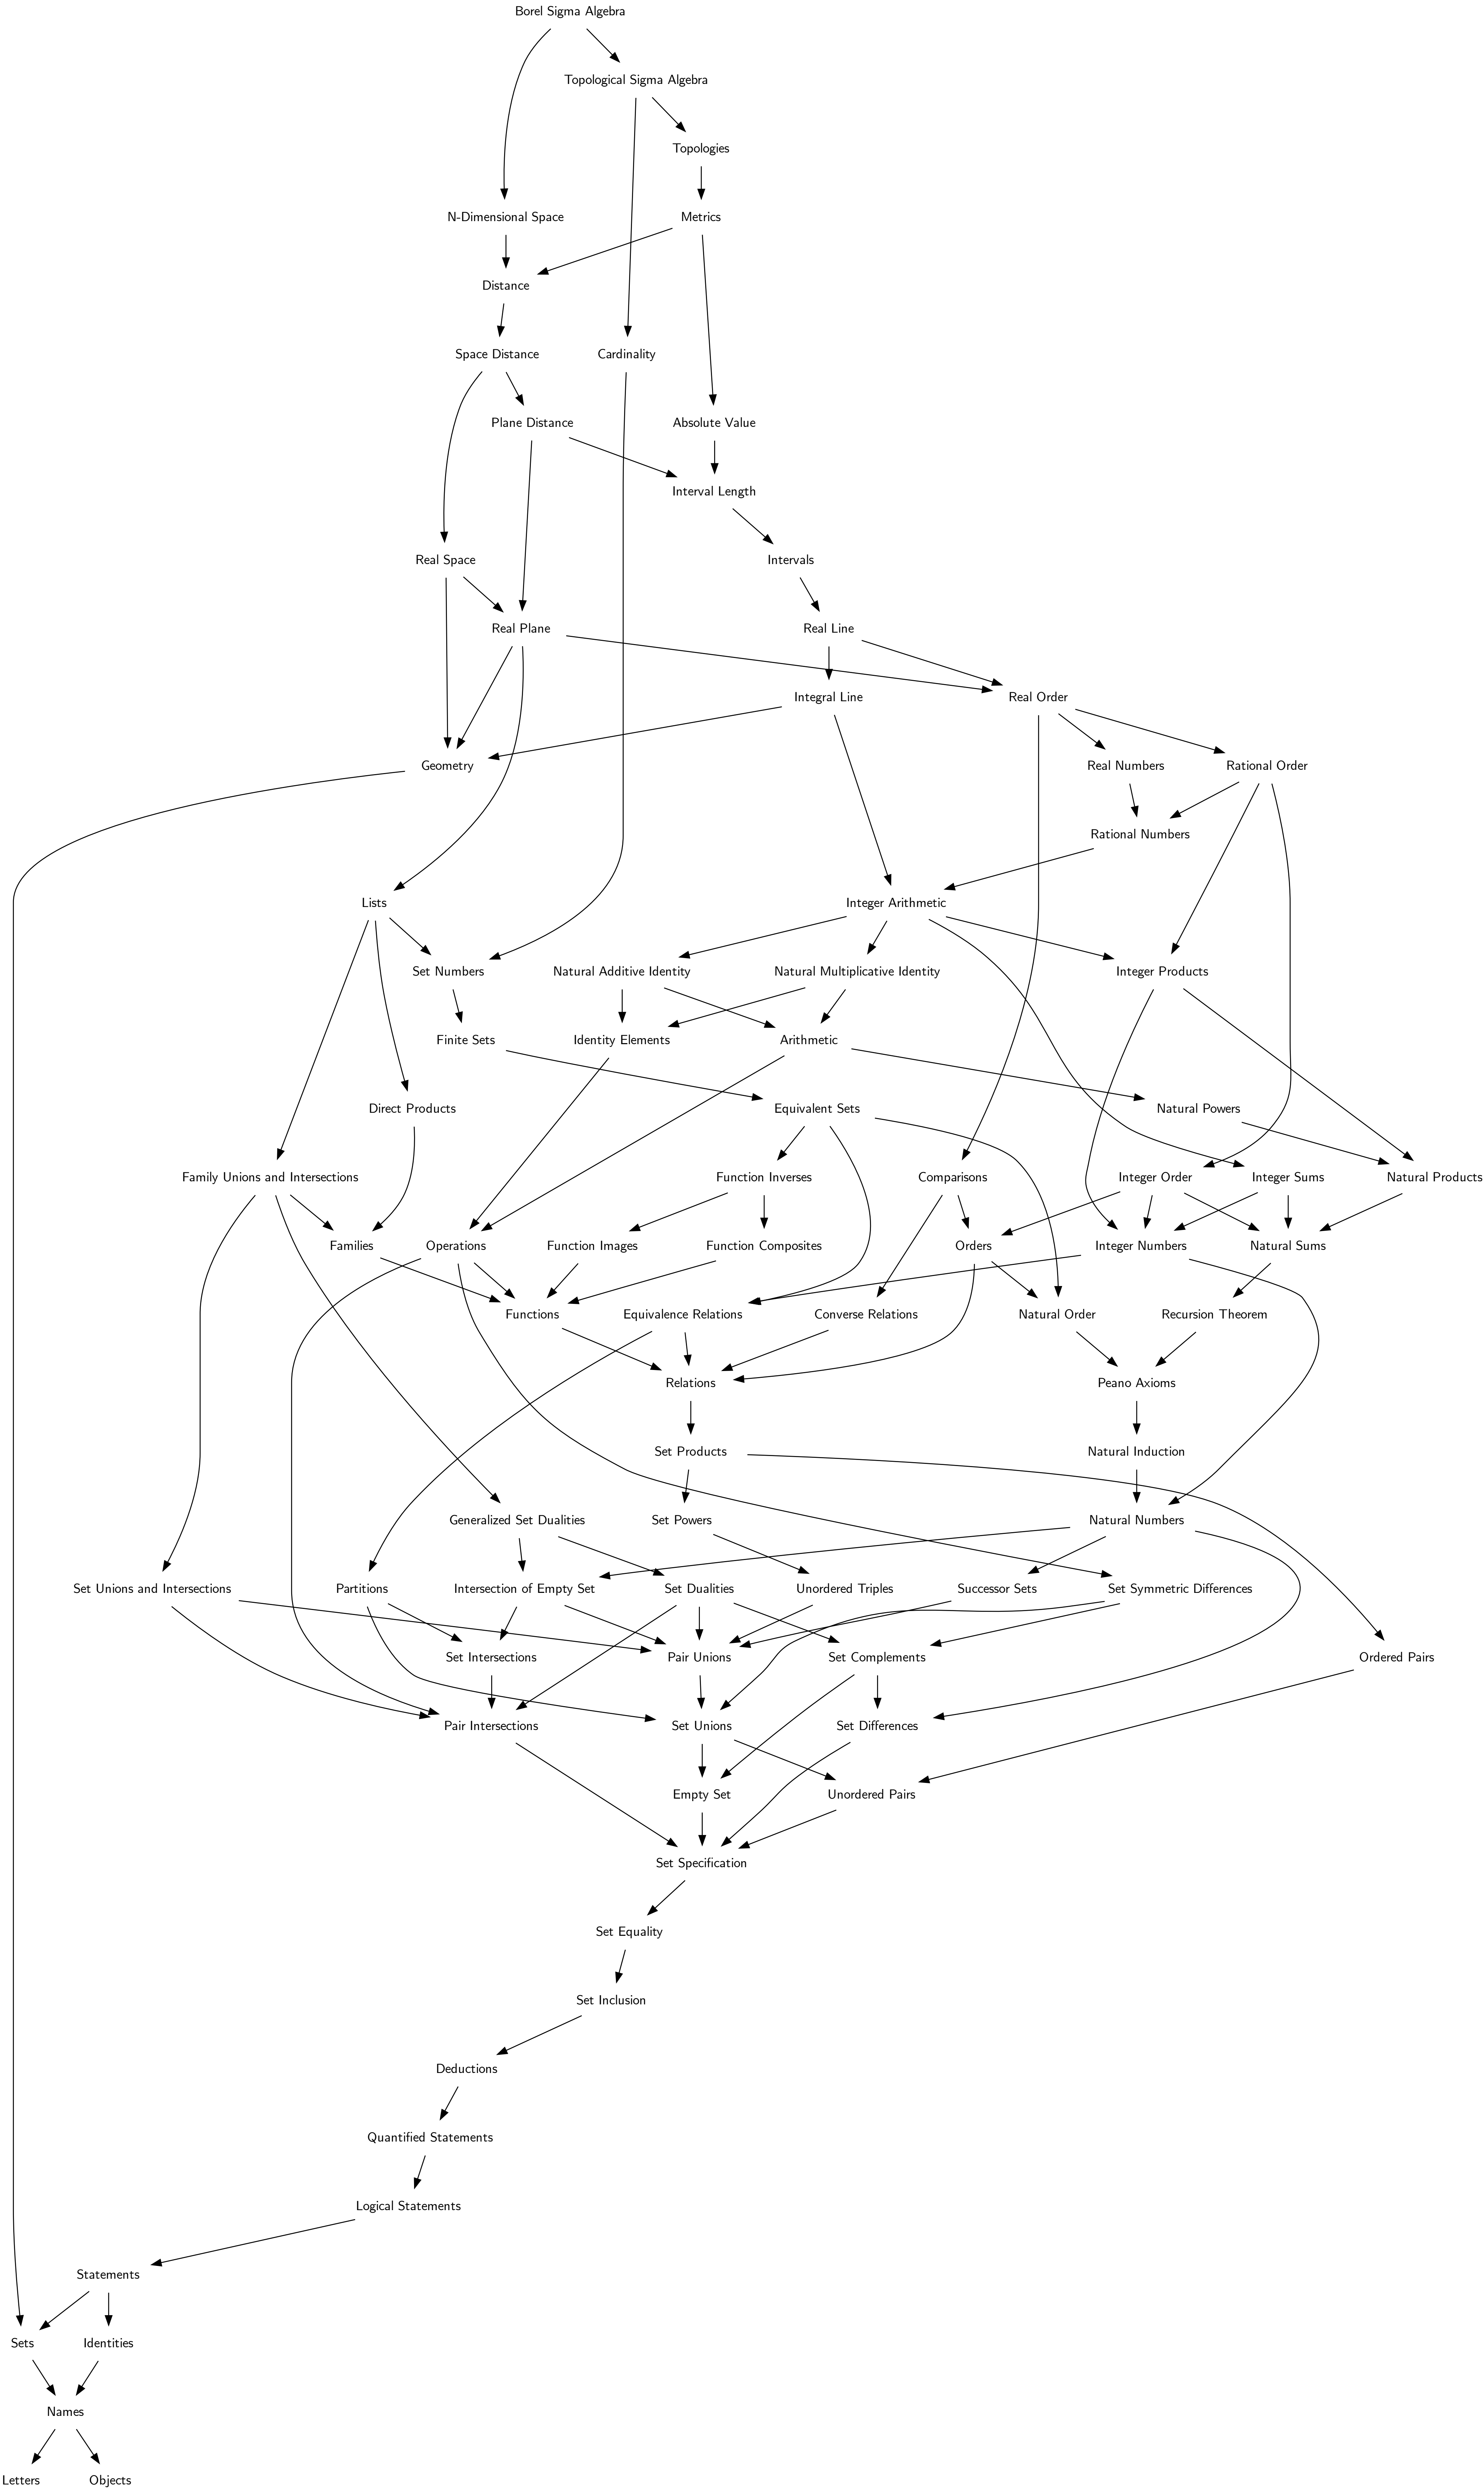 Borel Sigma Algebra
Topological Sigma Algebra
Topologies
N-Dimensional Space
Metrics
Distance
Space Distance
Cardinality
Plane Distance
Absolute Value
Interval Length
Real Space
Intervals
Real Plane
Real Line
Integral Line
Real Order
Geometry
Real Numbers
Rational Order
Rational Numbers
Lists
Integer Arithmetic
Set Numbers
Natural Additive Identity
Natural Multiplicative Identity
Integer Products
Finite Sets
Identity Elements
Arithmetic
Direct Products
Equivalent Sets
Natural Powers
Family Unions and Intersections
Function Inverses
Comparisons
Integer Order
Integer Sums
Natural Products
Families
Operations
Function Images
Function Composites
Orders
Integer Numbers
Natural Sums
Functions
Equivalence Relations
Converse Relations
Natural Order
Recursion Theorem
Relations
Peano Axioms
Set Products
Natural Induction
Generalized Set Dualities
Set Powers
Natural Numbers
Set Unions and Intersections
Partitions
Intersection of Empty Set
Set Dualities
Unordered Triples
Successor Sets
Set Symmetric Differences
Set Intersections
Pair Unions
Set Complements
Ordered Pairs
Pair Intersections
Set Unions
Set Differences
Empty Set
Unordered Pairs
Set Specification
Set Equality
Set Inclusion
Deductions
Quantified Statements
Logical Statements
Statements
Sets
Identities
Names
Letters
Objects